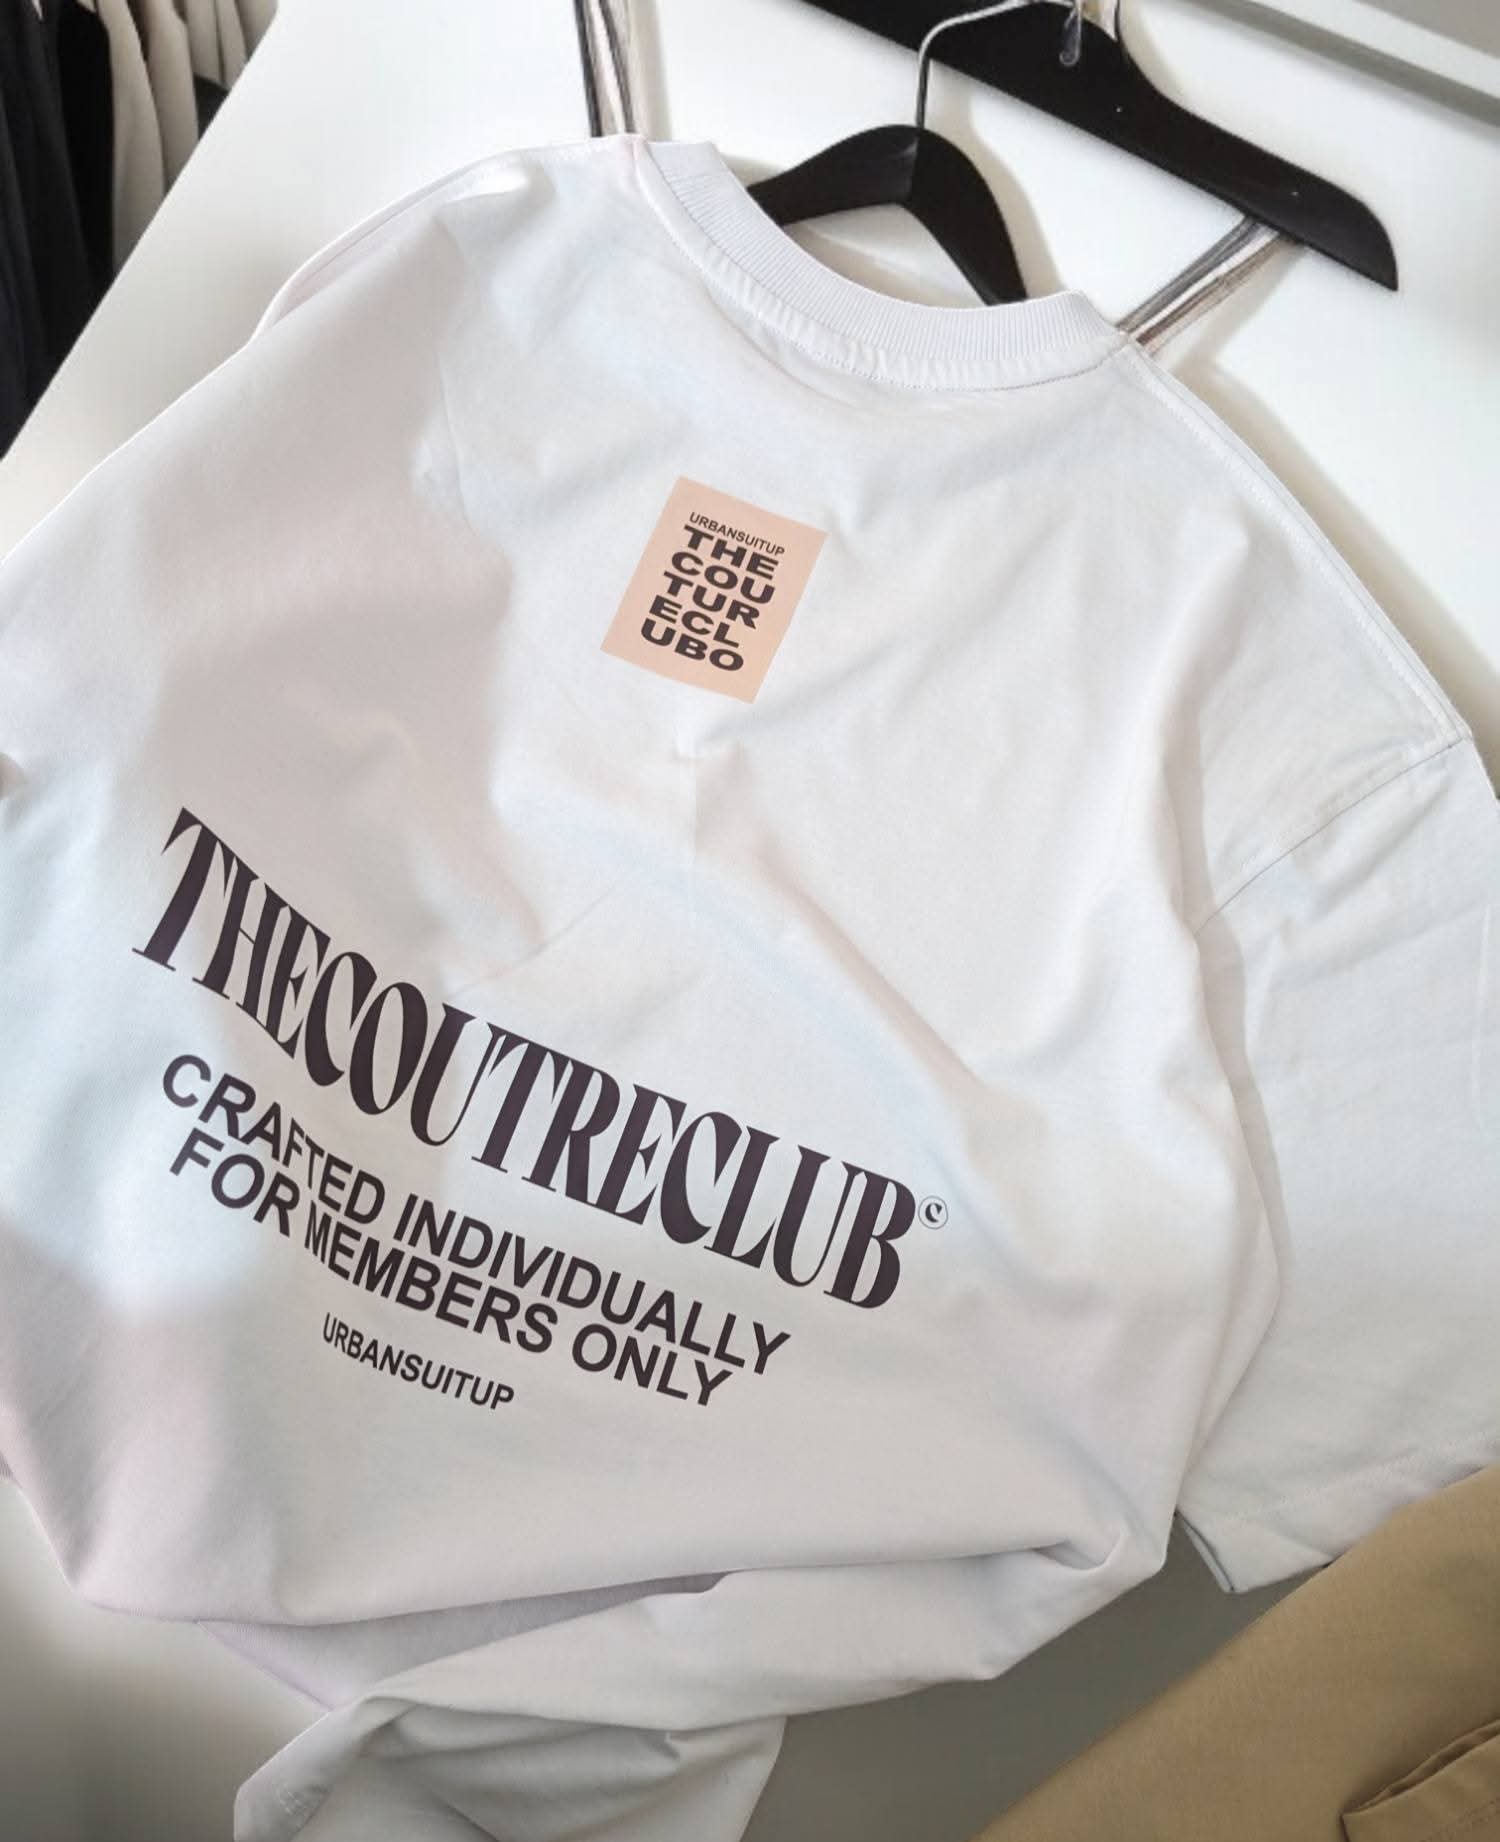 URBANSUITUP
THE
COU
TUR
ECL
UBO
THECOUTRECLUB©
CRAFTED INDIVIDUALLY
FOR MEMBERS ONLY
URBANSUITUP